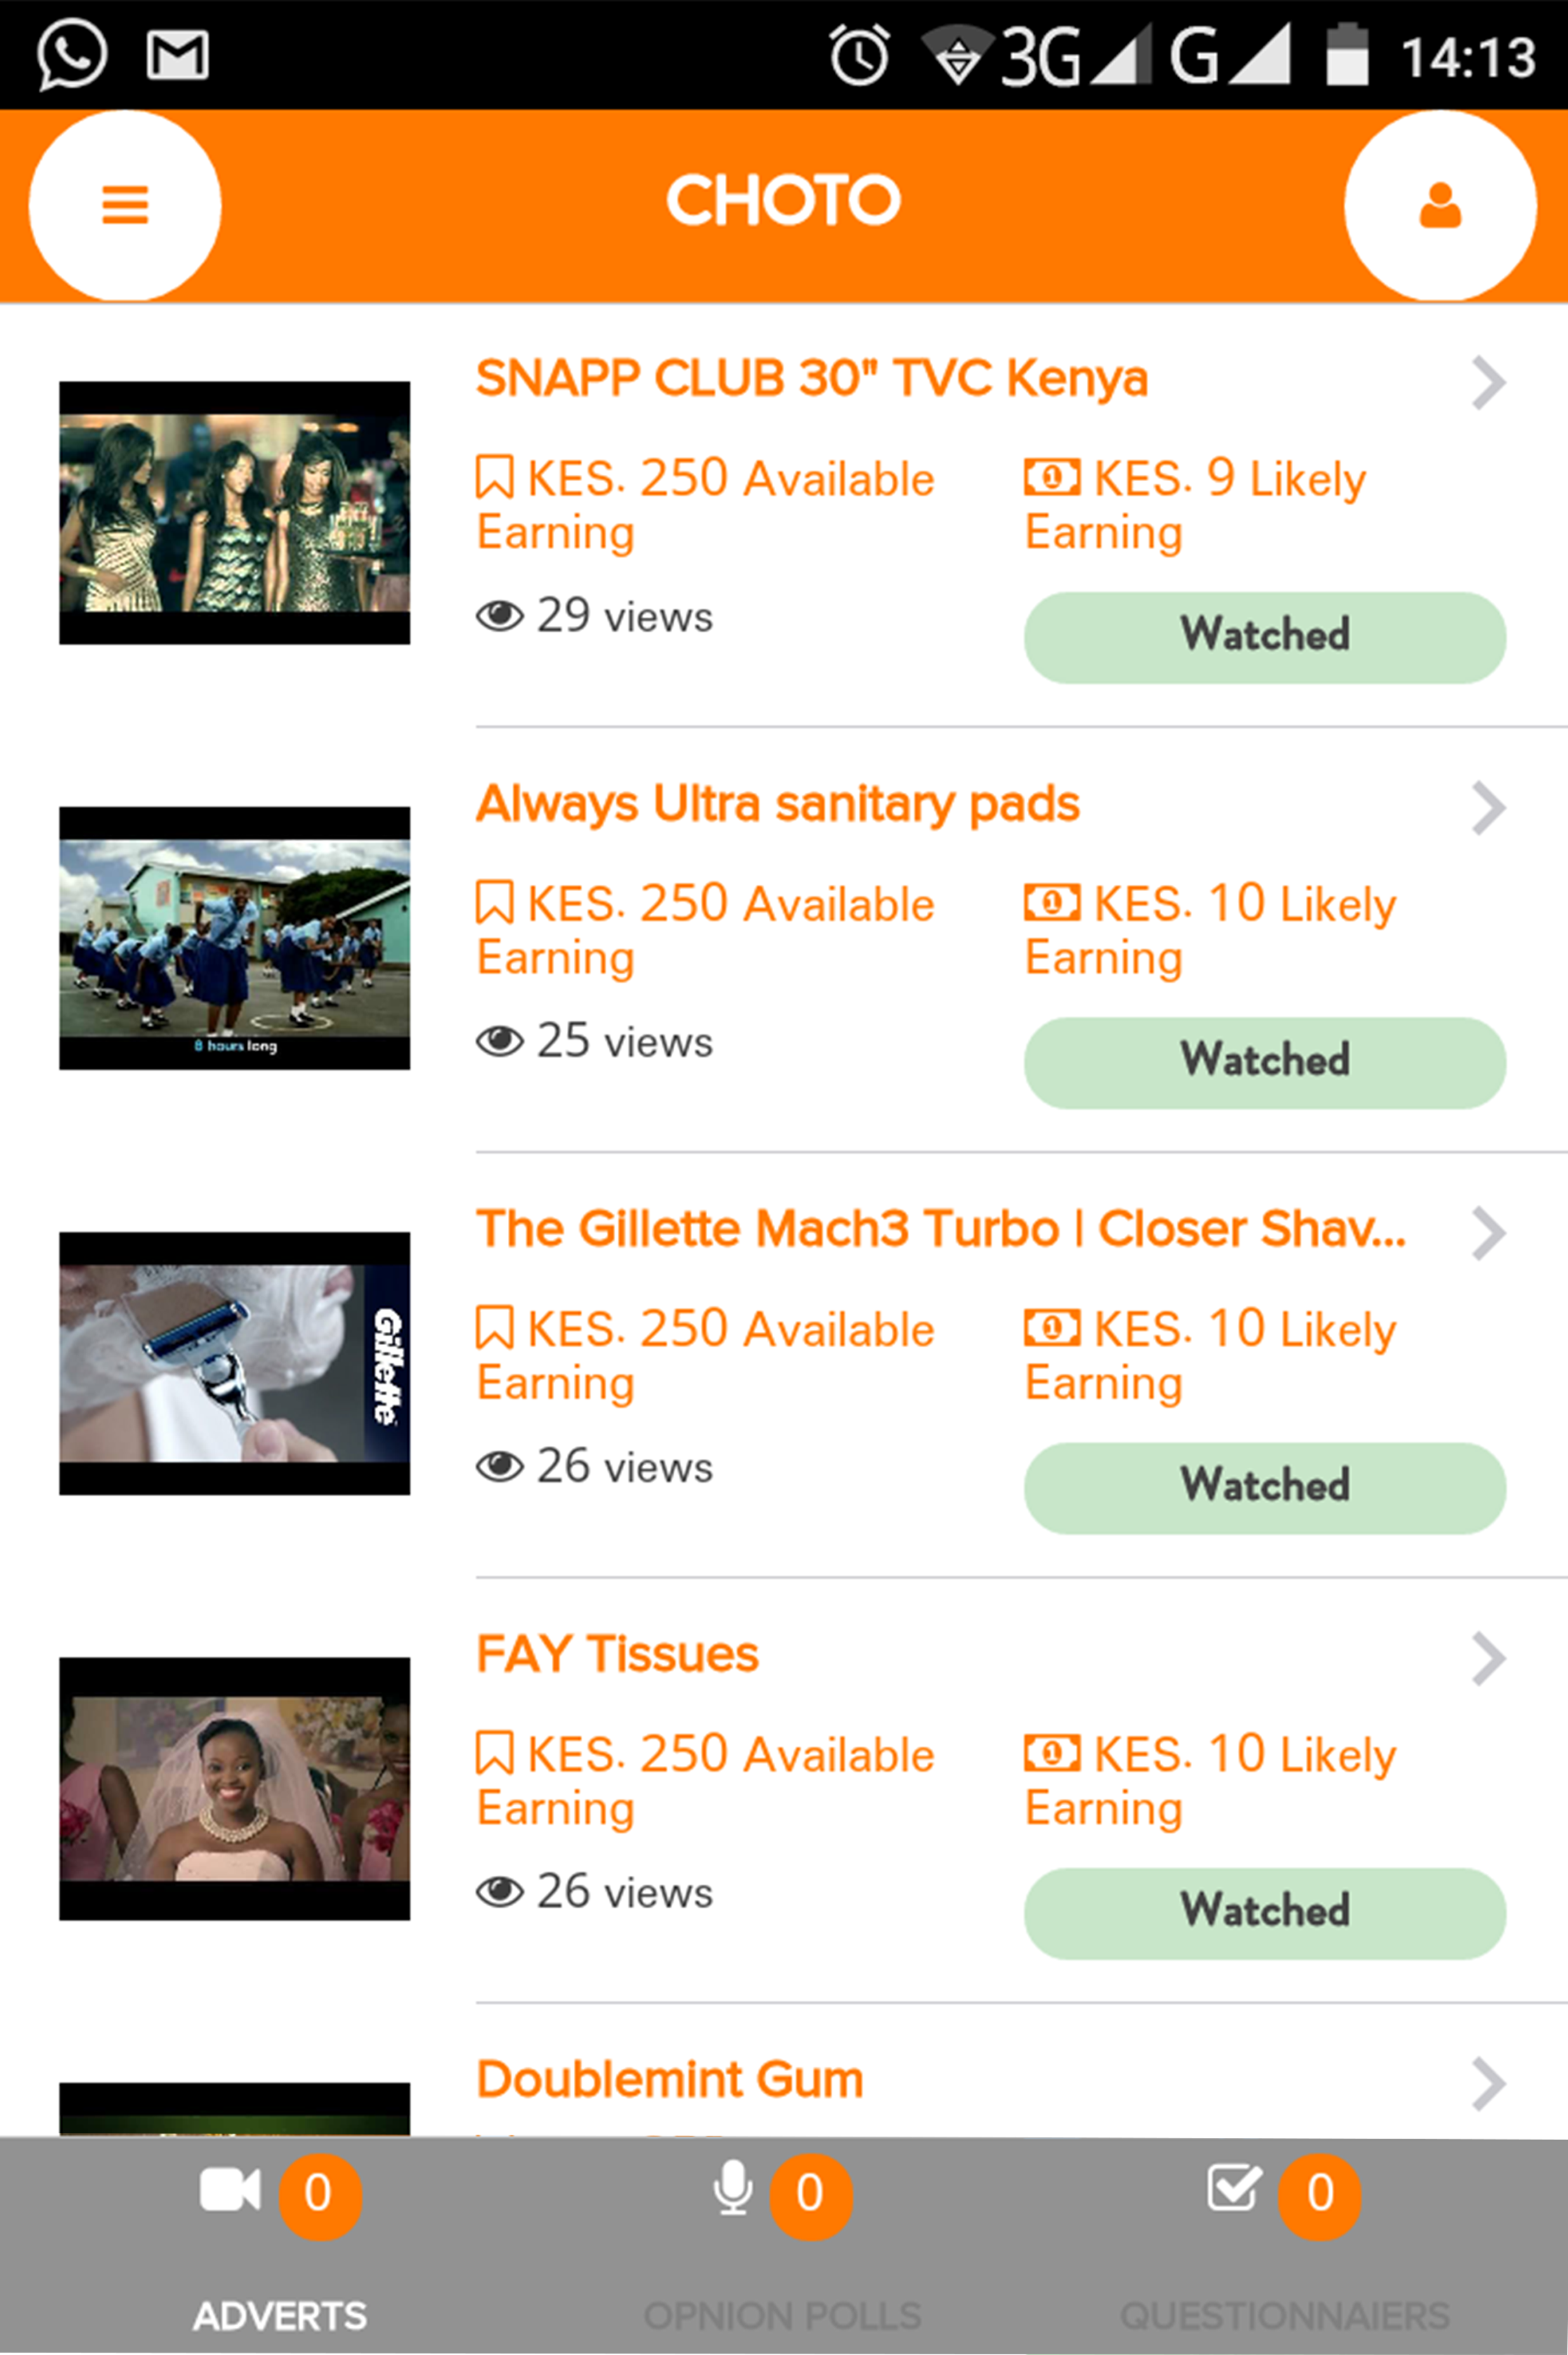 3G G 14:13
CHOTO
SNAPP CLUB 30" TVC Kenya
KES. 250 Available
Earning
KES. 9 Likely
Earning
29 views
Watched
Always Ultra sanitary pads
8 hours long
KES. 250 Available
Earning
KES. 10 Likely
Earning
25 views
Watched
The Gillette Mach3 Turbo | Closer Shav...
Gillette
KES. 250 Available
Earning
KES. 10 Likely
Earning
26 views
Watched
FAY Tissues
KES. 250 Available
Earning
KES. 10 Likely
Earning
26 views
Watched
Doublemint Gum
0
0
0
ADVERTS
OPNION POLLS
QUESTIONNAIERS